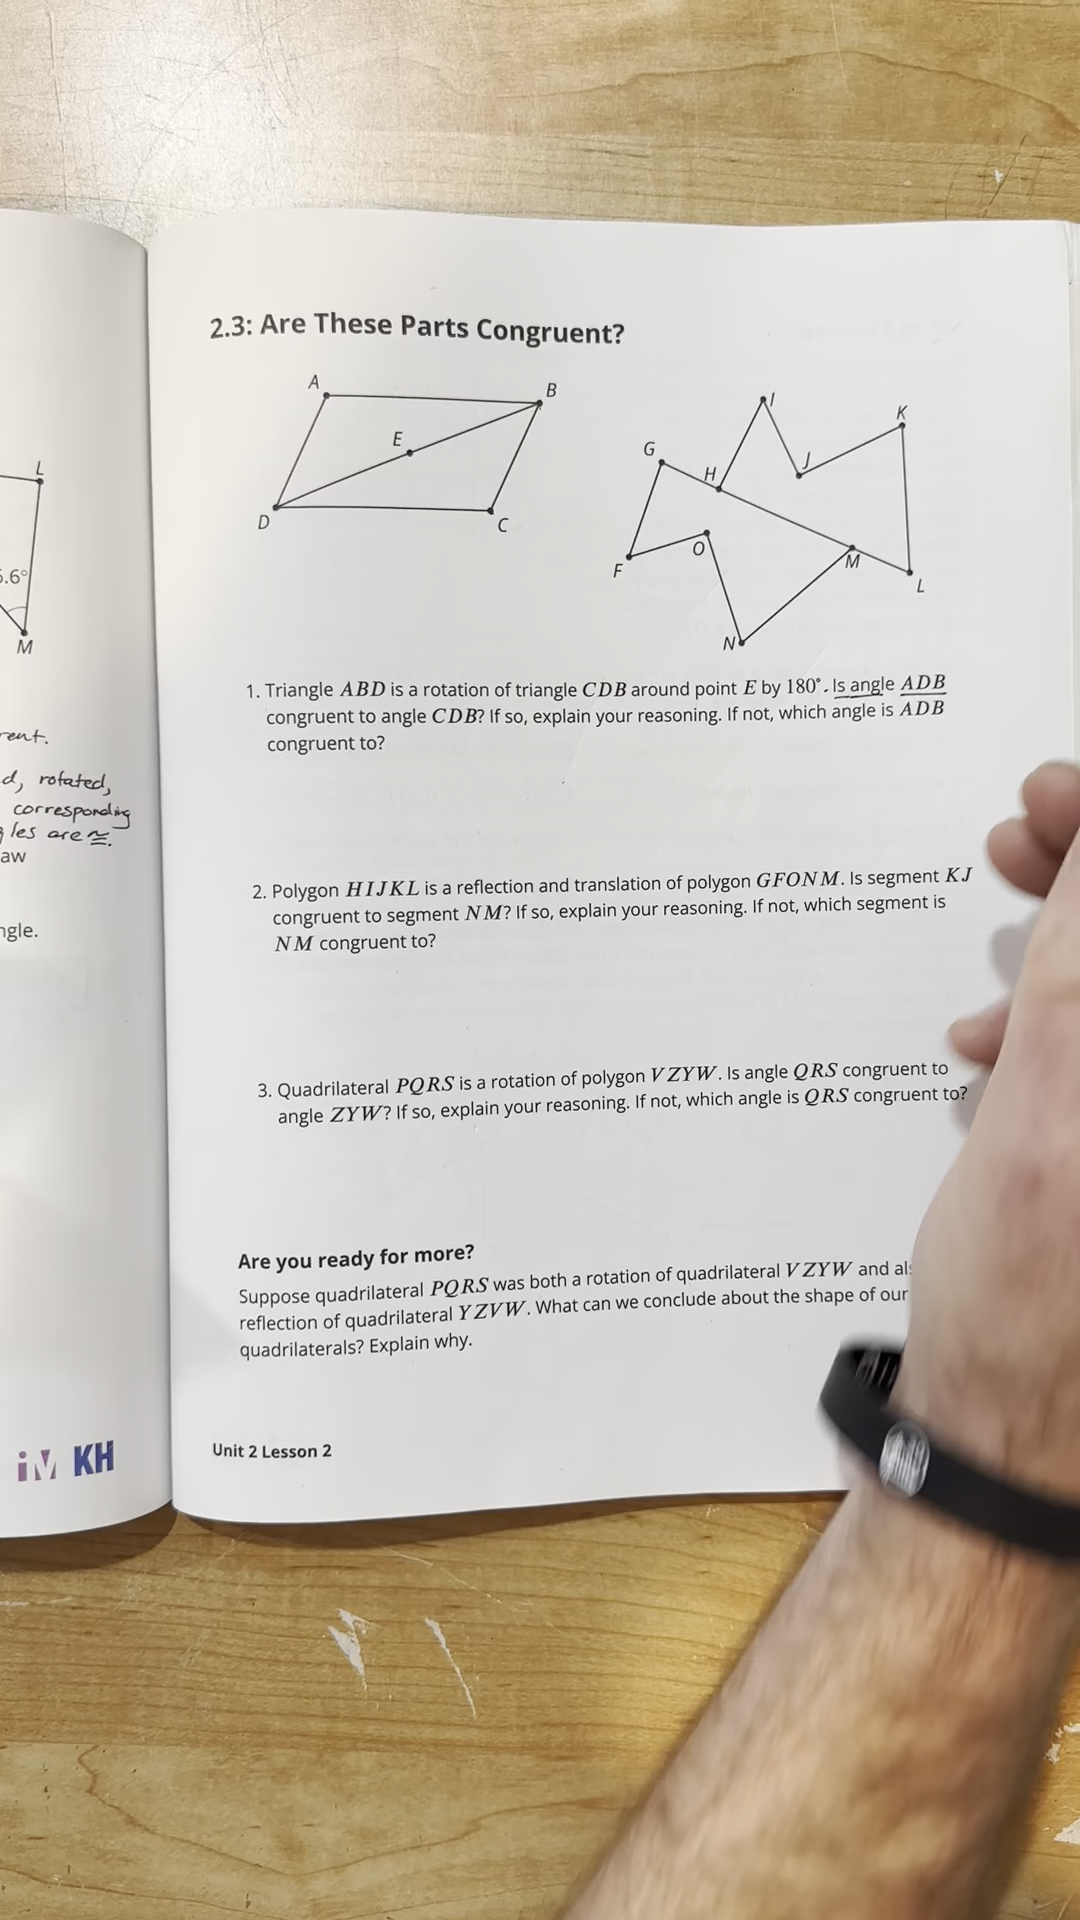 L
5.6°
M
rent.
d, rotated,
corresponding
gles are ≅.
aw
ngle.
iM KH
2.3: Are These Parts Congruent?
A
B
E
D
C
I
K
G
H
J
O
F
M
L
N
1. Triangle ABD is a rotation of triangle CDB around point E by 180°. Is angle ADB
congruent to angle CDB? If so, explain your reasoning. If not, which angle is ADB
congruent to?
2. Polygon HIJKL is a reflection and translation of polygon GFONM. Is segment KJ
congruent to segment NM? If so, explain your reasoning. If not, which segment is
NM congruent to?
3. Quadrilateral PQRS is a rotation of polygon VZYW. Is angle QRS congruent to
angle ZYW? If so, explain your reasoning. If not, which angle is QRS congruent to?
Are you ready for more?
Suppose quadrilateral PQRS was both a rotation of quadrilateral VZYW and als
reflection of quadrilateral YZVW. What can we conclude about the shape of our
quadrilaterals? Explain why.
Unit 2 Lesson 2